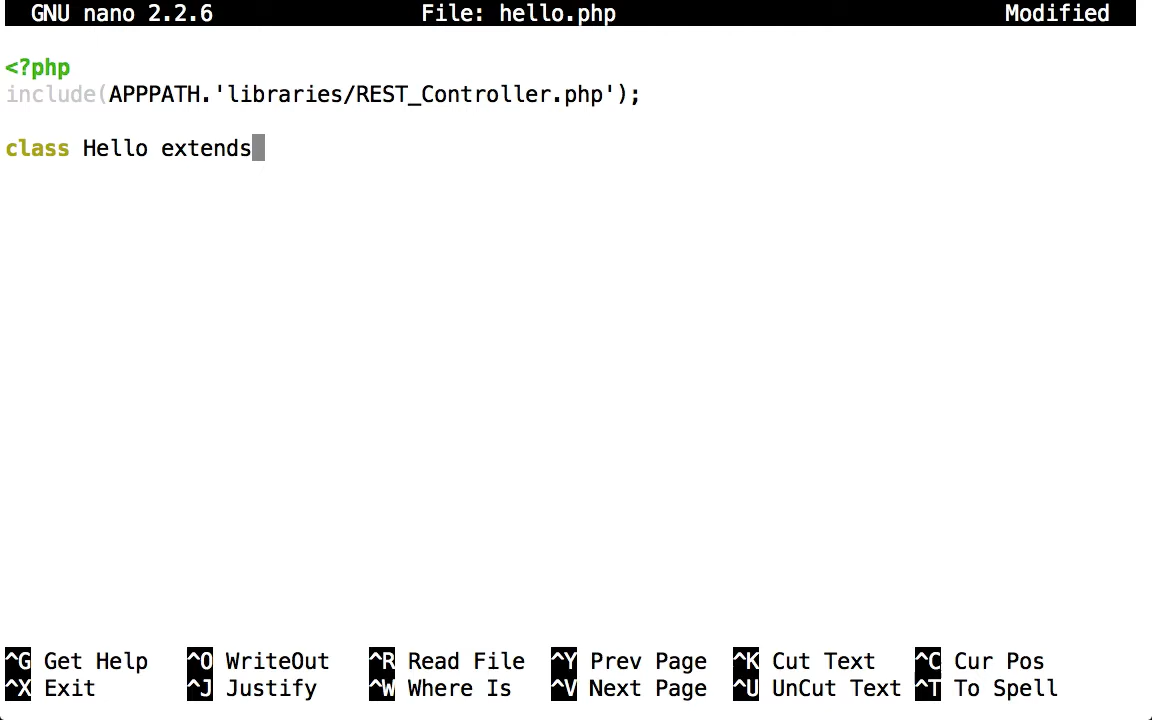 GNU nano 2.2.6 File: hello.php Modified
<?php
include(APPPATH.'libraries/REST_Controller.php');
class Hello extends
^G Get Help ^O WriteOut ^R Read File ^Y Prev Page ^K Cut Text ^C Cur Pos
^X Exit ^J Justify ^W Where Is ^V Next Page ^U UnCut Text ^T To Spell